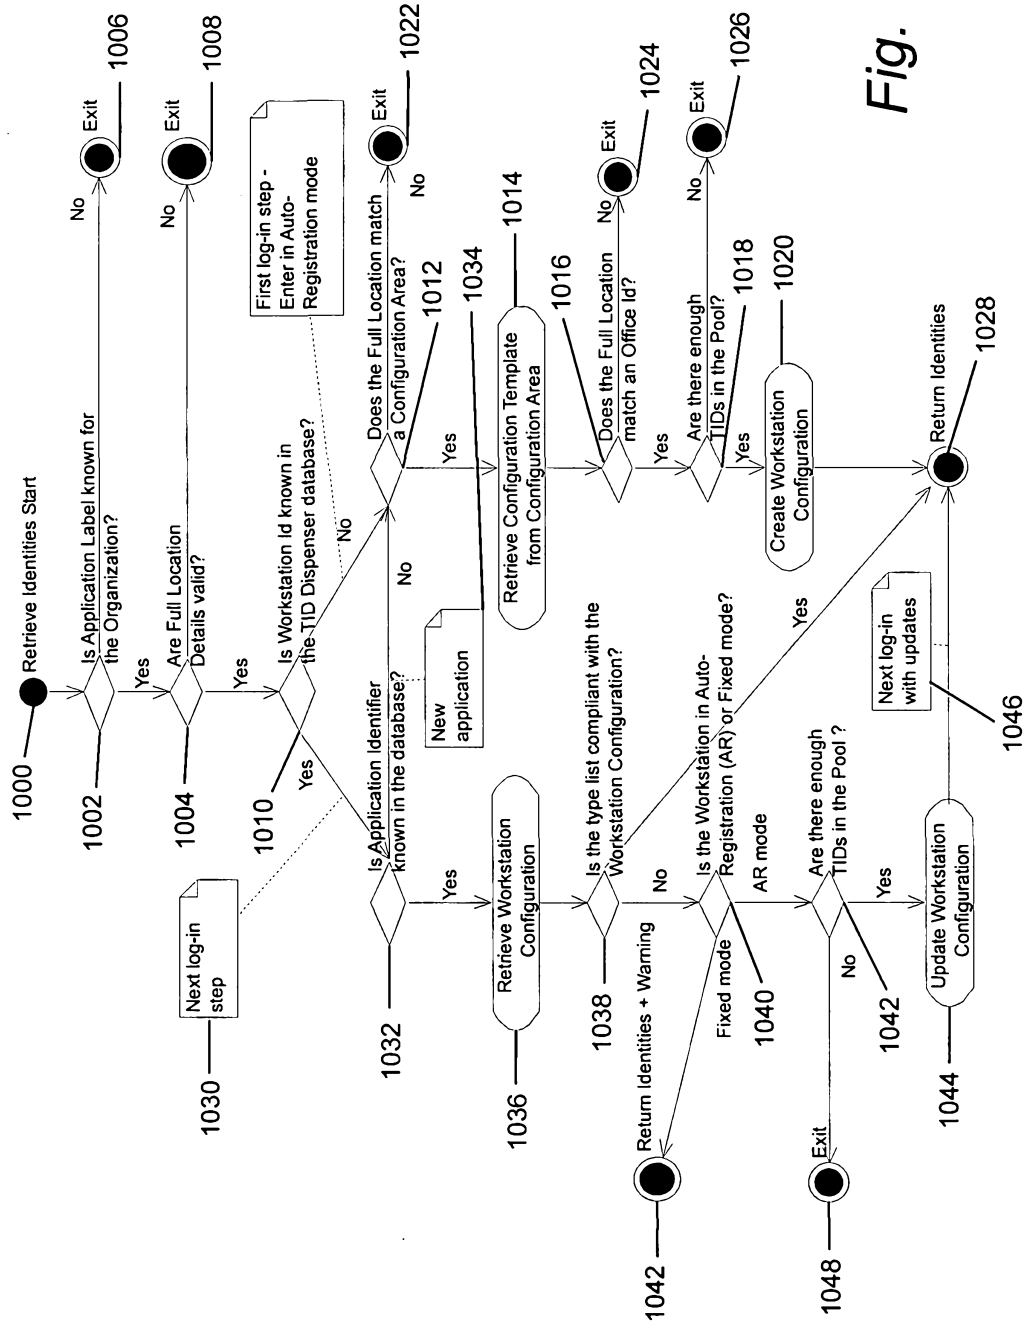 1000
Retrieve Identities Start
1002
Is Application Label known for
the Organization?
No
Exit
1006
Yes
1004
Are Full Location
Details valid?
No
Exit
1008
Yes
1010
Is Workstation Id known in
the TID Dispenser database?
First log-in step -
Enter in Auto-
Registration mode
Yes
No
1030
Next log-in
step
1032
Is Application Identifier
known in the database?
No
Does the Full Location match
a Configuration Area?
1012
No
Exit
1022
New
application
1034
Yes
Yes
1036
Retrieve Workstation
Configuration
Retrieve Configuration Template
from Configuration Area
1014
1038
Is the type list compliant with the
Workstation Configuration?
1016
Does the Full Location
match an Office Id?
No
Exit
1024
No
Yes
Yes
1042
Return Identities + Warning
Fixed mode
1040
Is the Workstation in Auto-
Registration (AR) or Fixed mode?
AR mode
Are there enough
TIDs in the Pool?
1018
No
Exit
1026
Yes
Create Workstation
Configuration
1020
1048
Exit
No
1042
Are there enough
TIDs in the Pool ?
Yes
1044
Update Workstation
Configuration
Next log-in
with updates
1046
Return Identities
1028
Fig.